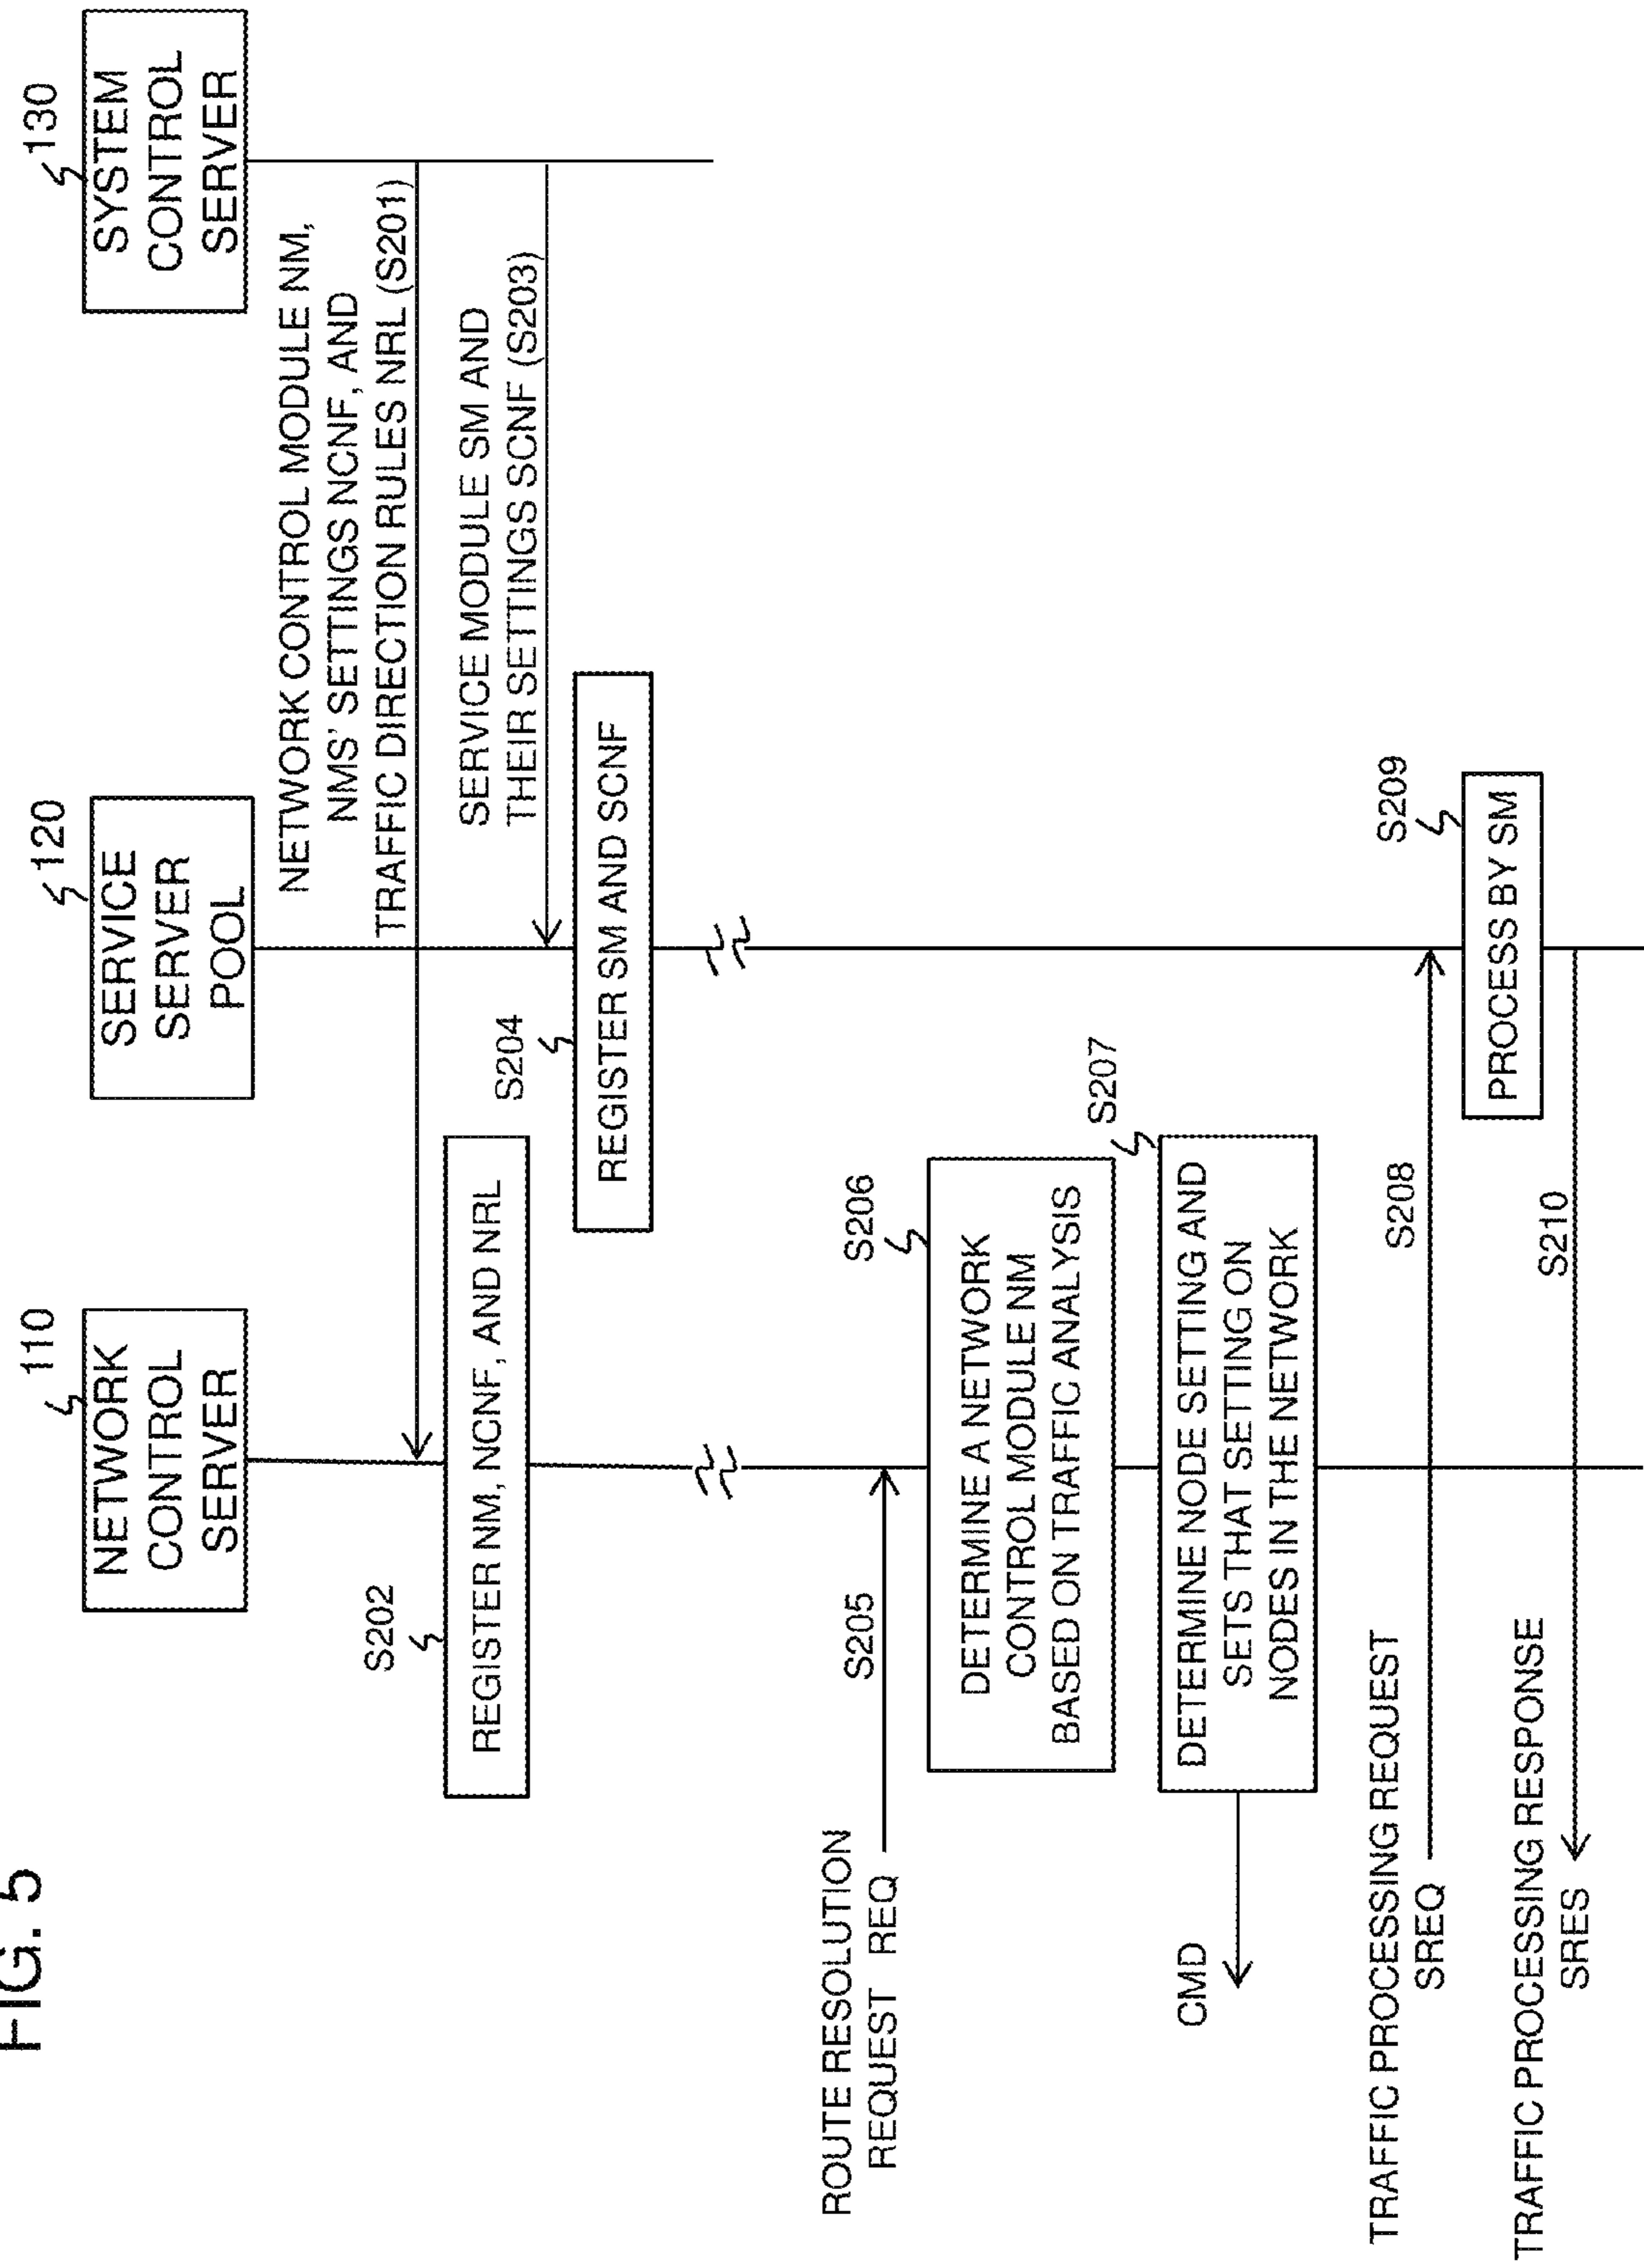 FIG. 5
110
NETWORK
CONTROL
SERVER
120
SERVICE
SERVER
POOL
130
SYSTEM
CONTROL
SERVER
NETWORK CONTROL MODULE NM,
NMS' SETTINGS NCNF, AND
TRAFFIC DIRECTION RULES NRL (S201)
S202
REGISTER NM, NCNF, AND NRL
SERVICE MODULE SM AND
THEIR SETTINGS SCNF (S203)
S204
REGISTER SM AND SCNF
ROUTE RESOLUTION
REQUEST REQ
S205
S206
DETERMINE A NETWORK
CONTROL MODULE NM
BASED ON TRAFFIC ANALYSIS
S207
DETERMINE NODE SETTING AND
SETS THAT SETTING ON
NODES IN THE NETWORK
CMD
TRAFFIC PROCESSING REQUEST
SREQ
S208
S209
PROCESS BY SM
TRAFFIC PROCESSING RESPONSE
SRES
S210